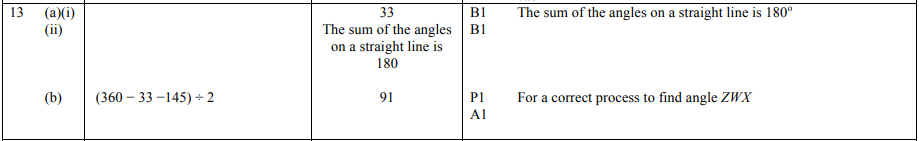 13 (a)(i) 33 B1 The sum of the angles on a straight line is 180°
(ii) The sum of the angles B1
on a straight line is
180
(b) (360 – 33 –145) ÷ 2 91 P1 For a correct process to find angle ZWX
A1